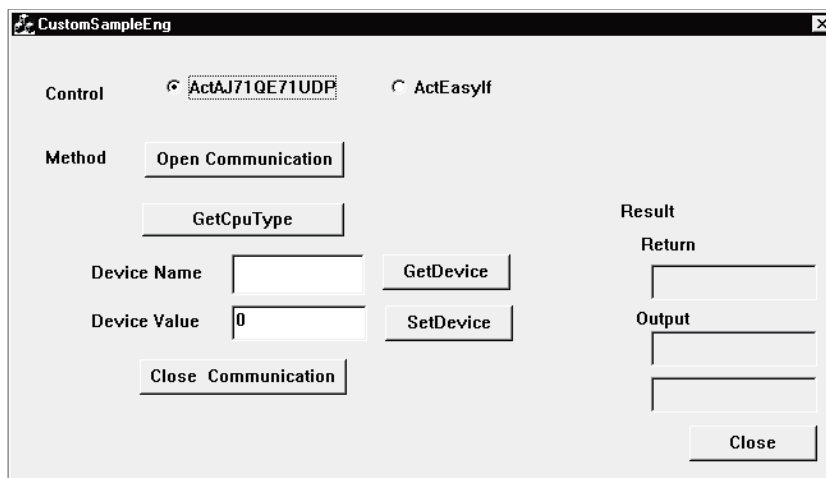 CustomSampleEng
Control ActAJ71QE71UDP ActEasyIf
Method Open Communication
GetCpuType
Result
Return
Device Name GetDevice
Device Value 0 SetDevice
Output
Close Communication
Close